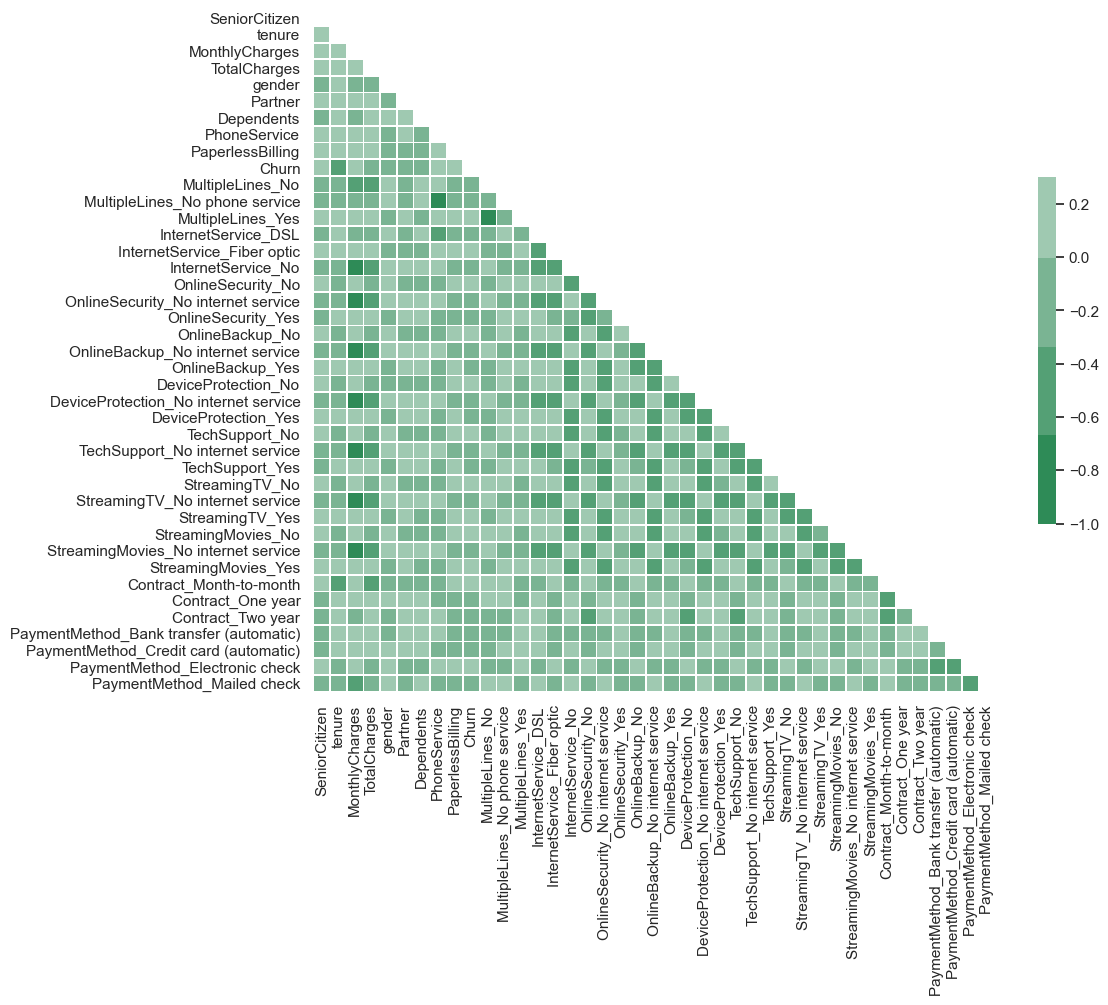 SeniorCitizen
tenure
MonthlyCharges
TotalCharges
gender
Partner
Dependents
PhoneService
PaperlessBilling
Churn
MultipleLines_No
MultipleLines_No phone service
MultipleLines_Yes
InternetService_DSL
InternetService_Fiber optic
InternetService_No
OnlineSecurity_No
OnlineSecurity_No internet service
OnlineSecurity_Yes
OnlineBackup_No
OnlineBackup_No internet service
OnlineBackup_Yes
DeviceProtection_No
DeviceProtection_No internet service
DeviceProtection_Yes
TechSupport_No
TechSupport_No internet service
TechSupport_Yes
StreamingTV_No
StreamingTV_No internet service
StreamingTV_Yes
StreamingMovies_No
StreamingMovies_No internet service
StreamingMovies_Yes
Contract_Month-to-month
Contract_One year
Contract_Two year
PaymentMethod_Bank transfer (automatic)
PaymentMethod_Credit card (automatic)
PaymentMethod_Electronic check
PaymentMethod_Mailed check
SeniorCitizen
tenure
MonthlyCharges
TotalCharges
gender
Partner
Dependents
PhoneService
PaperlessBilling
Churn
MultipleLines_No
MultipleLines_No phone service
MultipleLines_Yes
InternetService_DSL
InternetService_Fiber optic
InternetService_No
OnlineSecurity_No
OnlineSecurity_No internet service
OnlineSecurity_Yes
OnlineBackup_No
OnlineBackup_No internet service
OnlineBackup_Yes
DeviceProtection_No
DeviceProtection_No internet service
DeviceProtection_Yes
TechSupport_No
TechSupport_No internet service
TechSupport_Yes
StreamingTV_No
StreamingTV_No internet service
StreamingTV_Yes
StreamingMovies_No
StreamingMovies_No internet service
StreamingMovies_Yes
Contract_Month-to-month
Contract_One year
Contract_Two year
PaymentMethod_Bank transfer (automatic)
PaymentMethod_Credit card (automatic)
PaymentMethod_Electronic check
PaymentMethod_Mailed check
0.2
0.0
−0.2
−0.4
−0.6
−0.8
−1.0